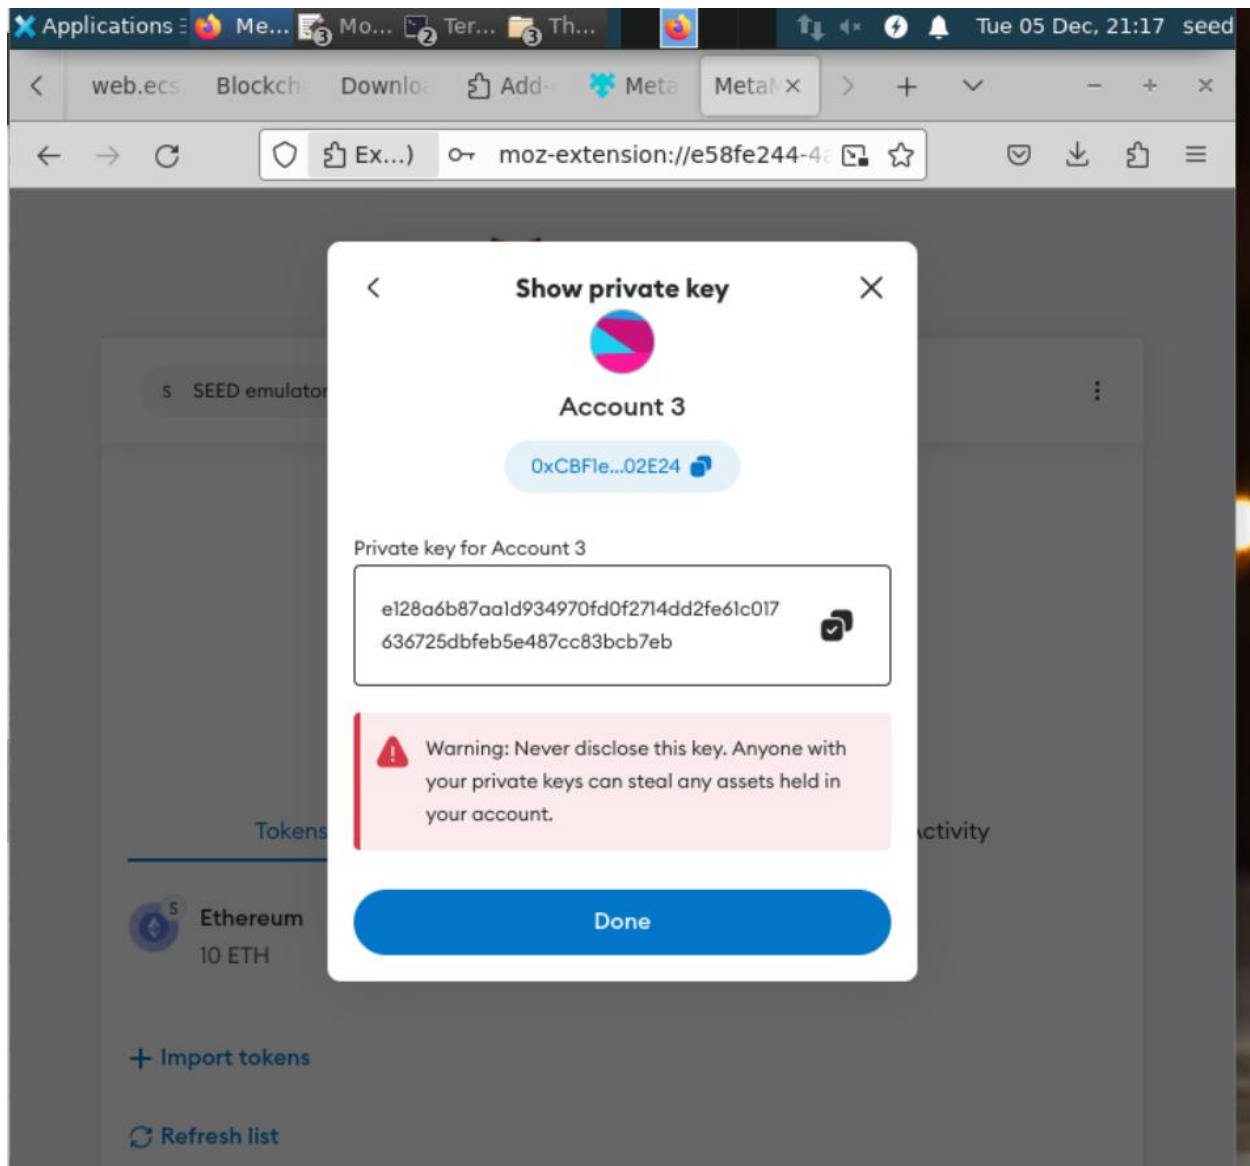 Applications
Me...
3 Mo...
2 Ter...
3 Th...
Tue 05 Dec, 21:17 seed
web.ecs
Blockch
Downlo
Add-
Meta
Meta
Ex...)
moz-extension://e58fe244-4
Show private key
S SEED emulator
Account 3
0xCBF1e...02E24
Private key for Account 3
e128a6b87aa1d934970fd0f2714dd2fe61c017
636725dbfeb5e487cc83bcb7eb
Warning: Never disclose this key. Anyone with
your private keys can steal any assets held in
your account.
Tokens
ctivity
Done
S
Ethereum
10 ETH
+ Import tokens
Refresh list